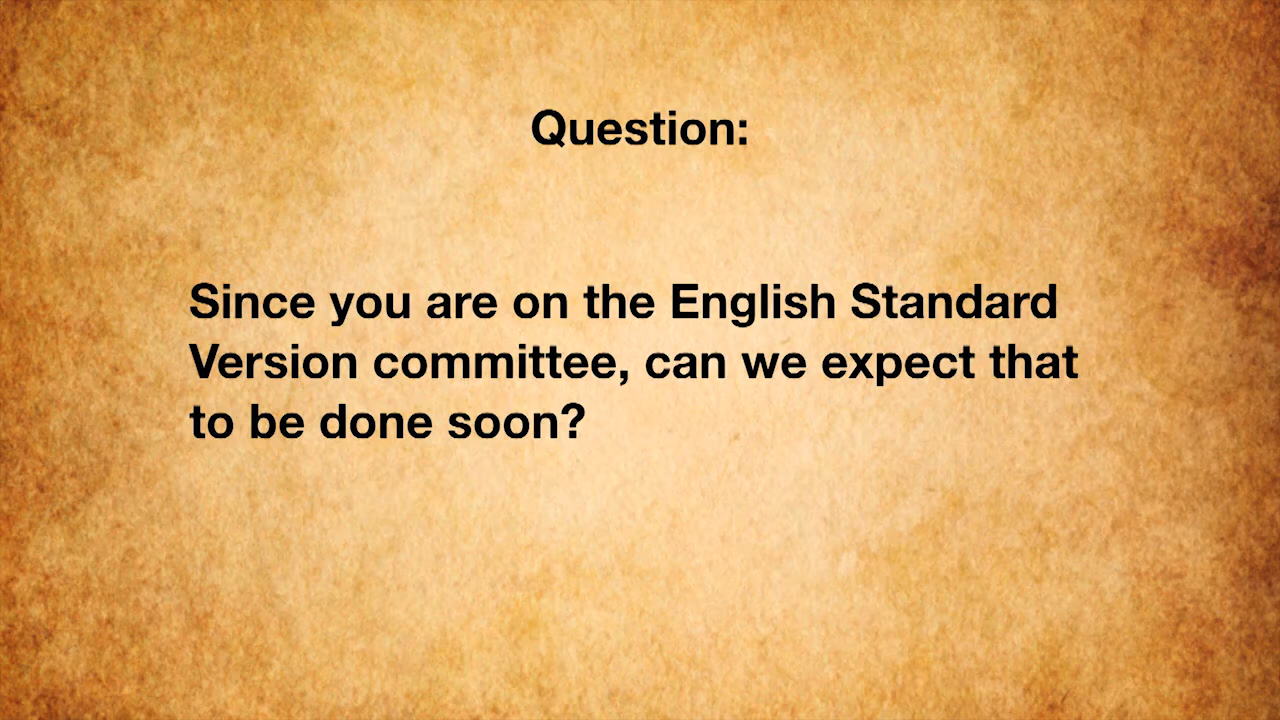 Question:
Since you are on the English Standard
Version committee, can we expect that
to be done soon?